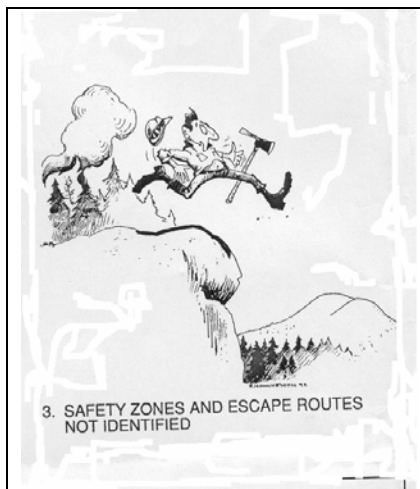 3. SAFETY ZONES AND ESCAPE ROUTES
NOT IDENTIFIED